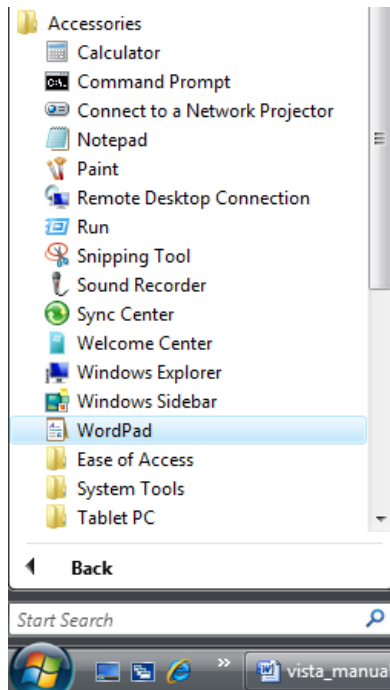 Accessories
Calculator
Command Prompt
Connect to a Network Projector
Notepad
Paint
Remote Desktop Connection
Run
Snipping Tool
Sound Recorder
Sync Center
Welcome Center
Windows Explorer
Windows Sidebar
WordPad
Ease of Access
System Tools
Tablet PC
Back
Start Search
» vista_manua